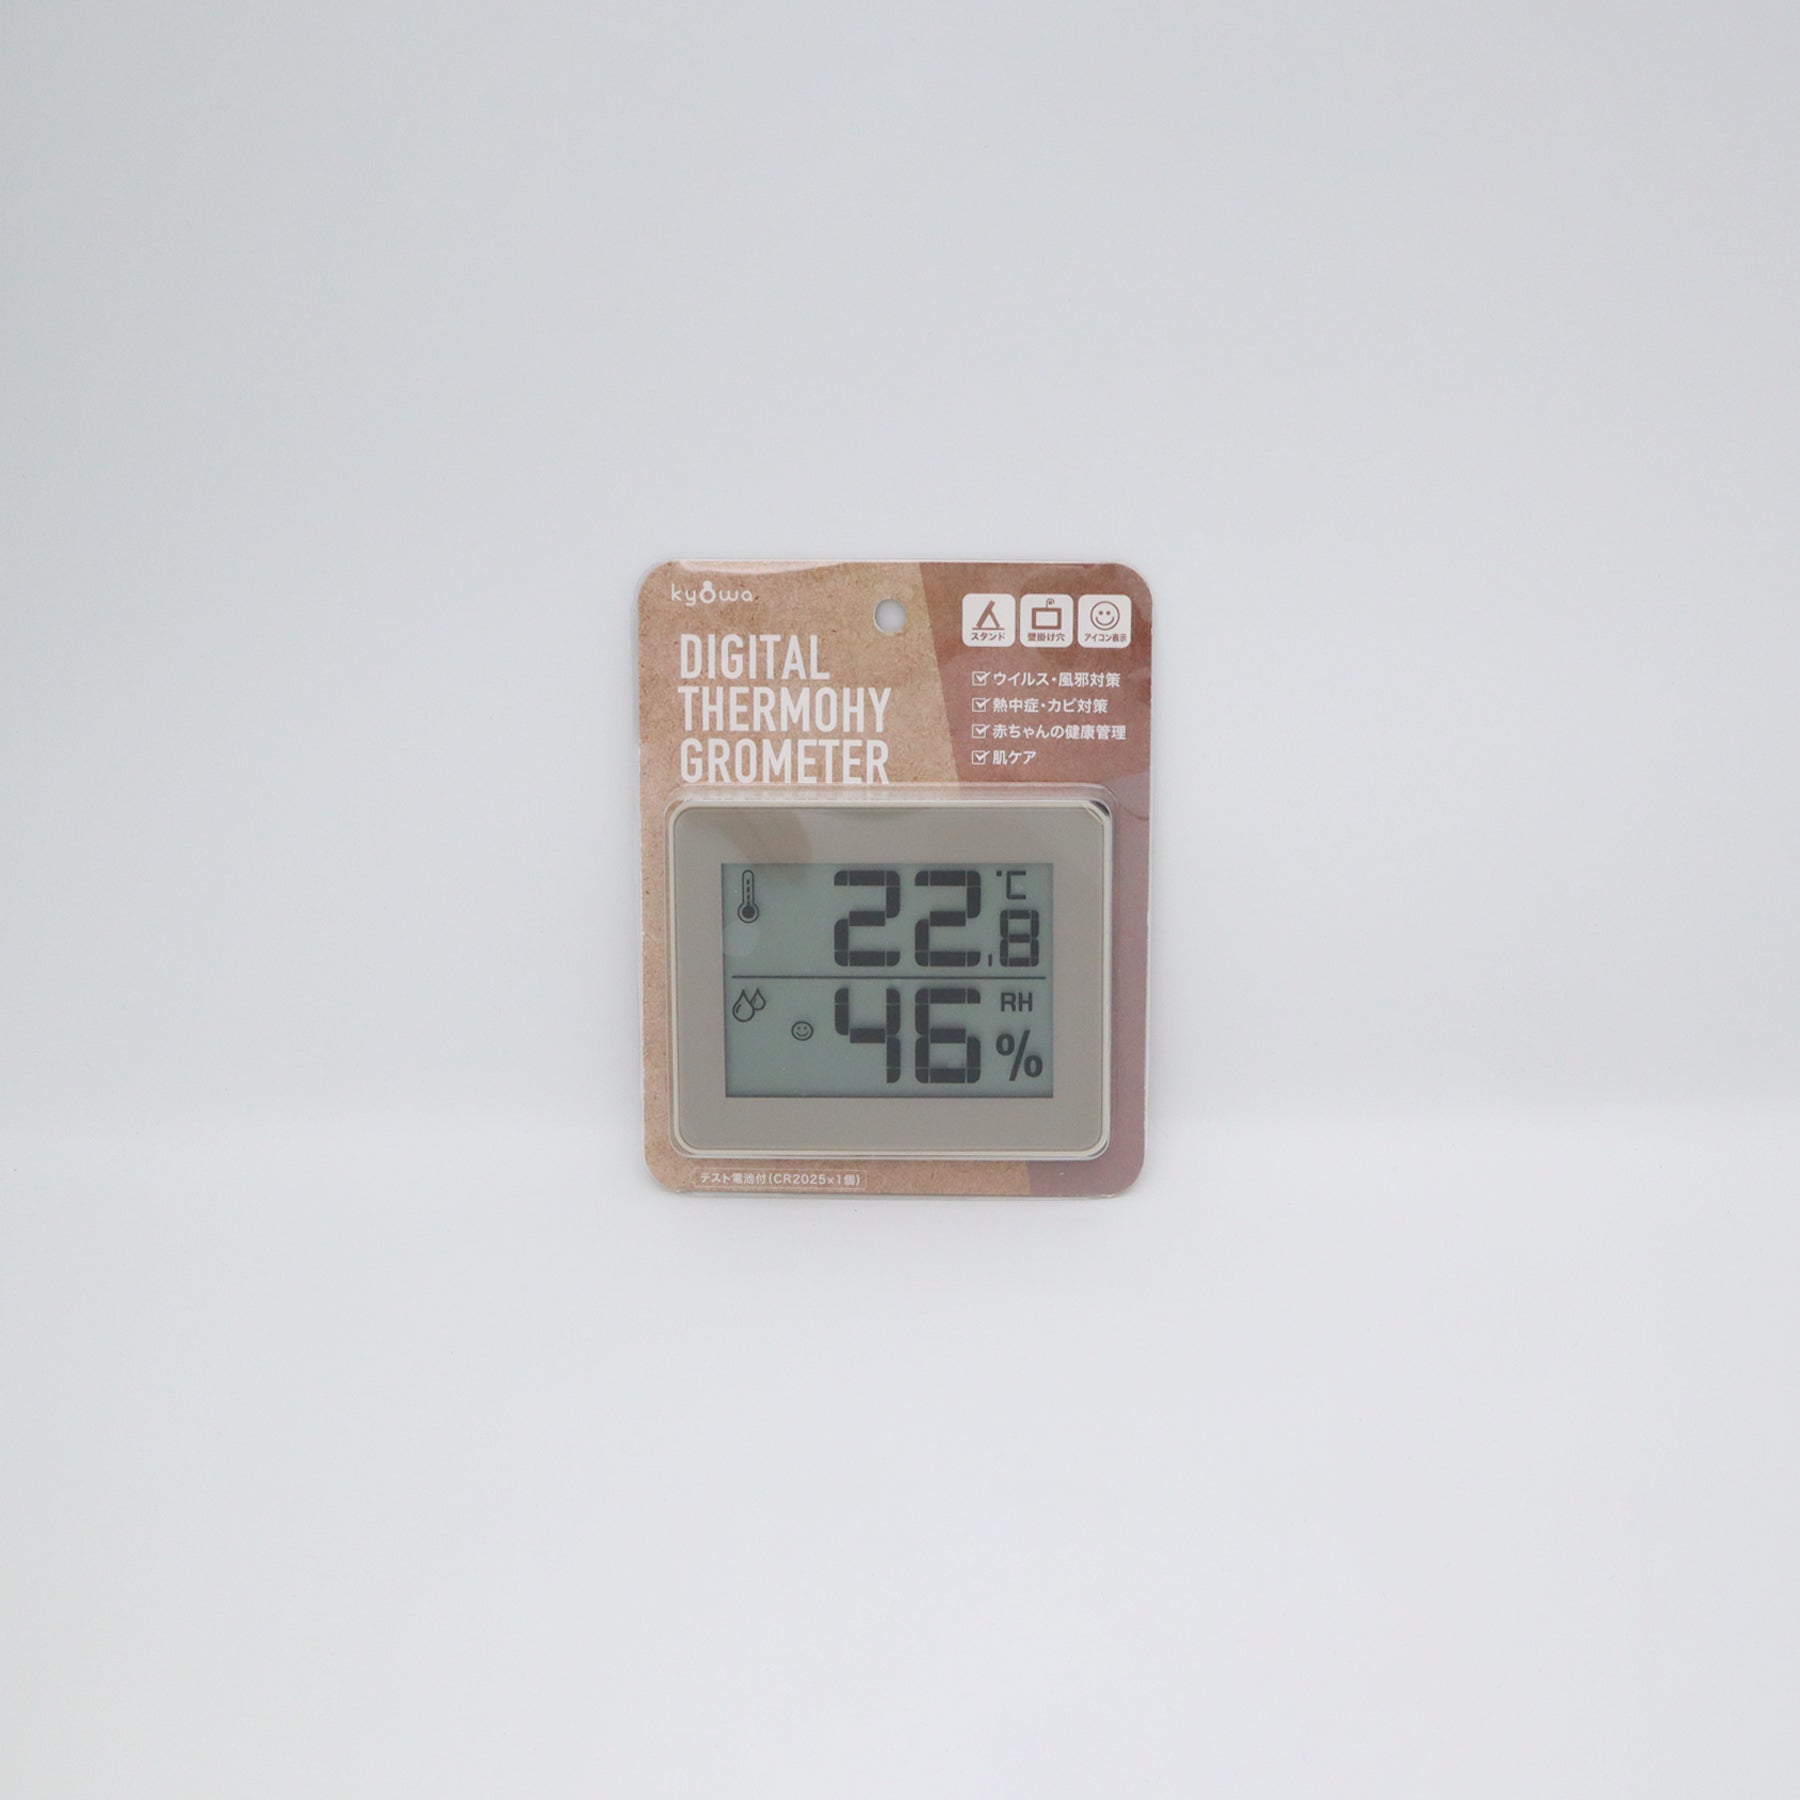 kyowa
DIGITAL
THERMOHY
GROMETER
スタンド
壁掛け穴
アイコン表示
ウイルス・風邪対策
熱中症・カビ対策
赤ちゃんの健康管理
肌ケア
22.8 ℃
46 RH %
テスト電池付(CR2025×1個)